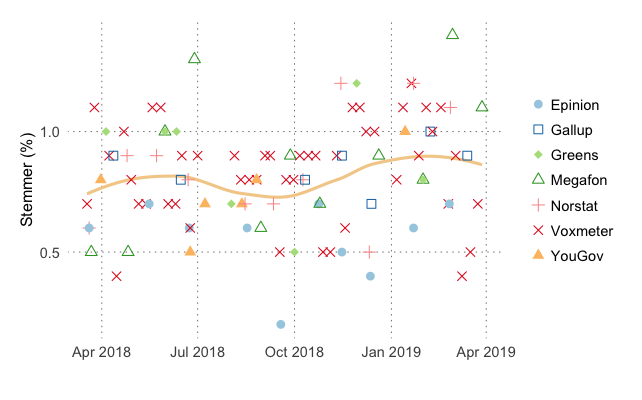 Stemmer (%)
1.0
0.5
Apr 2018
Jul 2018
Oct 2018
Jan 2019
Apr 2019
Epinion
Gallup
Greens
Megafon
Norstat
Voxmeter
YouGov